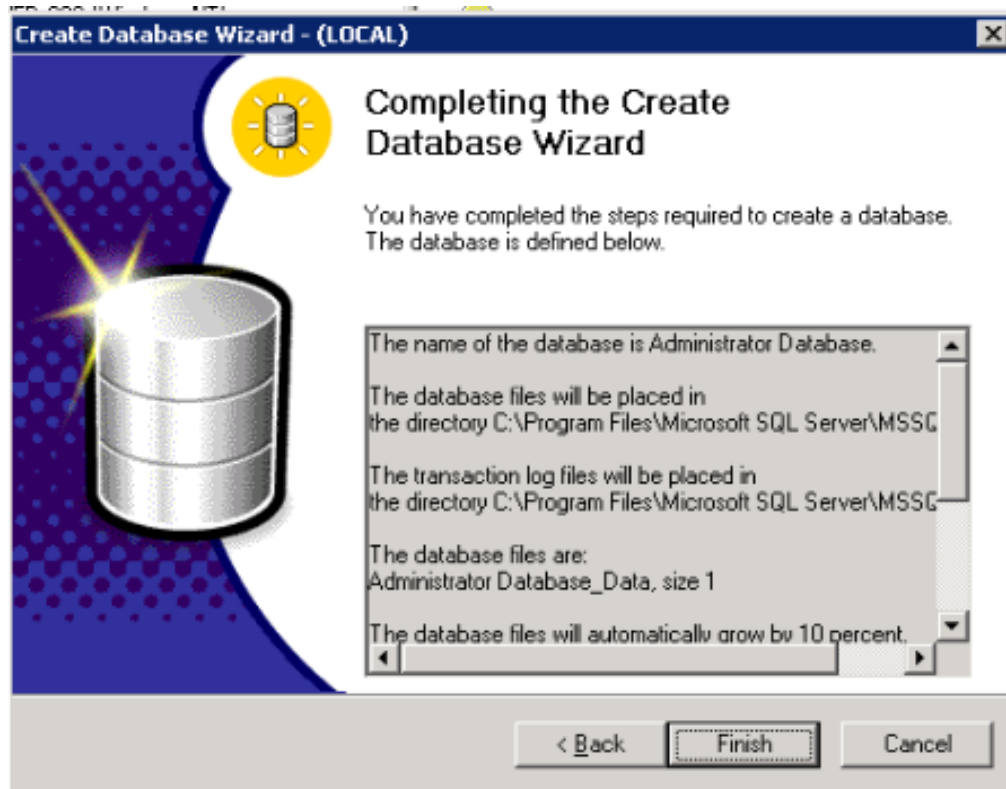 Create Database Wizard - (LOCAL)
Completing the Create
Database Wizard
You have completed the steps required to create a database.
The database is defined below.
The name of the database is Administrator Database.
The database files will be placed in
the directory C:\Program Files\Microsoft SQL Server\MSSQ
The transaction log files will be placed in
the directory C:\Program Files\Microsoft SQL Server\MSSQ
The database files are:
Administrator Database_Data, size 1
The database files will automatically grow by 10 percent.
< Back
Finish
Cancel